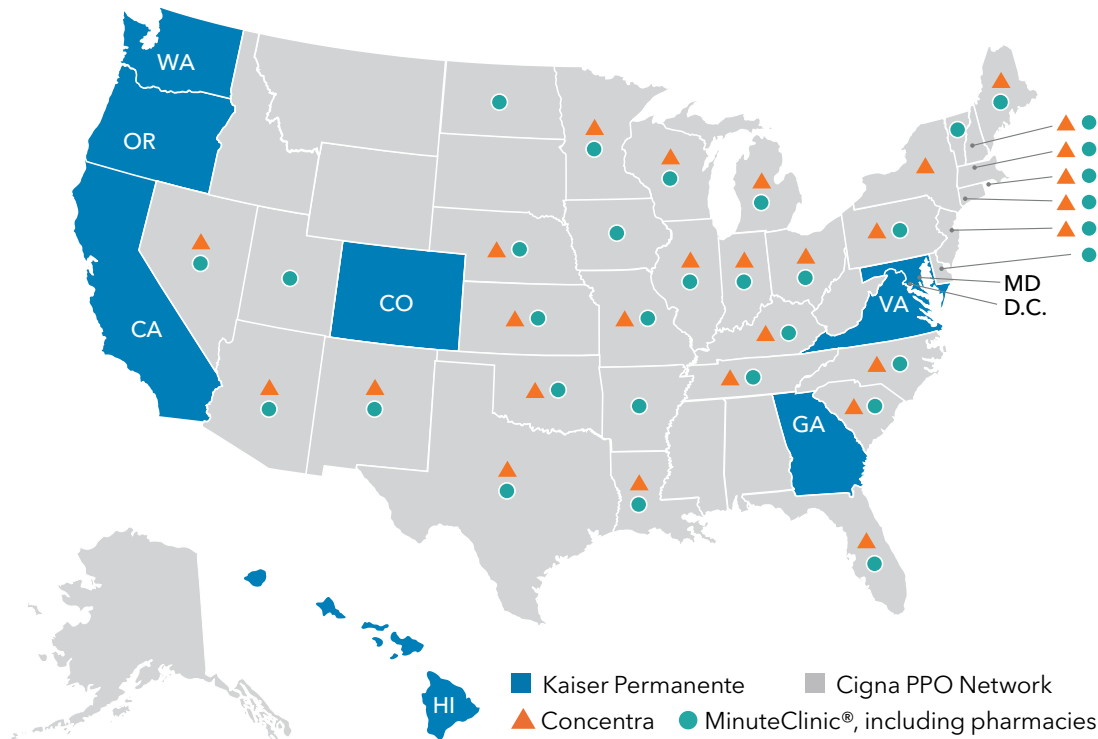 WA
OR
CA
CO
MD
D.C.
VA
GA
HI
Kaiser Permanente
Cigna PPO Network
Concentra
MinuteClinic®, including pharmacies